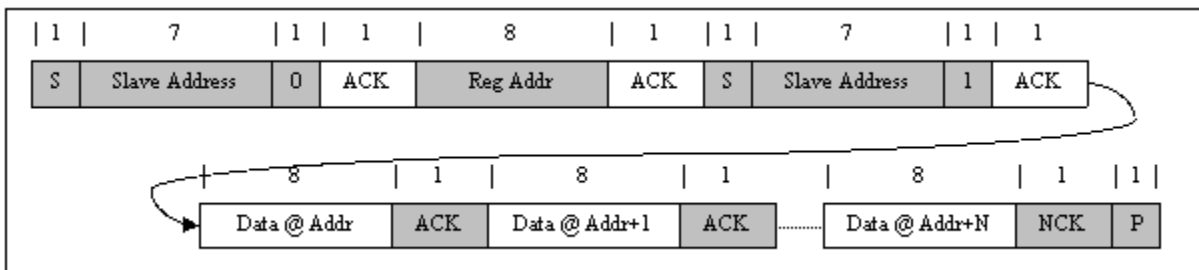 | 1 | 7 | 1 | 1 | 8 | 1 | 1 | 7 | 1 | 1
S Slave Address 0 ACK Reg Addr ACK S Slave Address 1 ACK
| 8 | 1 | 8 | 1 | 8 | 1 | 1 |
Data @ Addr ACK Data @ Addr+1 ACK ........... Data @ Addr+N NCK P